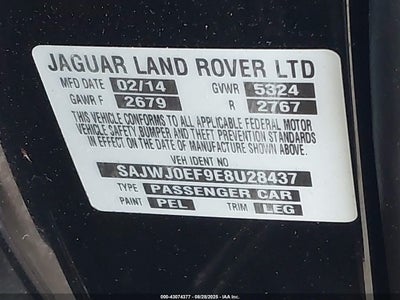 JAGUAR LAND ROVER LTD
MFD DATE 02/14 GVWR 5324
GAWR F 2679 R 2767
THIS VEHICLE CONFORMS TO ALL APPLICABLE FEDERAL MOTOR
VEHICLE SAFETY, BUMPER AND THEFT PREVENTION STANDARDS
IN EFFECT ON THE DATE OF MANUFACTURE SHOWN ABOVE.
VEH IDENT NO
SAJWJ0EF9E8U28437
TYPE PASSENGER CAR
PAINT PEL TRIM LEG
000-43074377 - 08/28/2025 - IAAI.COM